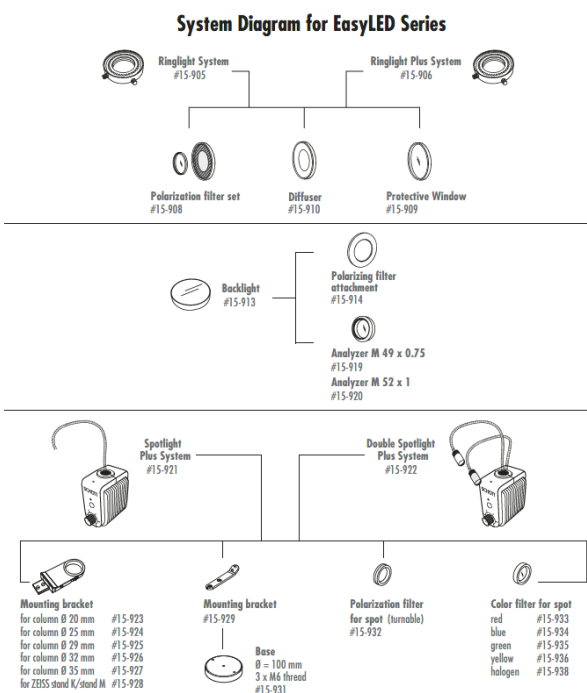 System Diagram for EasyLED Series
Ringlight System
#15-905
Ringlight Plus System
#15-906
Polarization filter set
#15-908
Diffuser
#15-910
Protective Window
#15-909
Backlight
#15-913
Polarizing filter
attachment
#15-914
Analyzer M 49 x 0.75
#15-919
Analyzer M 52 x 1
#15-920
Spotlight
Plus System
#15-921
Double Spotlight
Plus System
#15-922
SCHOTT
SCHOTT
Mounting bracket
for column Ø 20 mm #15-923
for column Ø 25 mm #15-924
for column Ø 29 mm #15-925
for column Ø 32 mm #15-926
for column Ø 35 mm #15-927
for ZEISS stand K/stand M #15-928
Mounting bracket
#15-929
Base
Ø = 100 mm
3 x M6 thread
#15-931
Polarization filter
for spot (turnable)
#15-932
Color filter for spot
red #15-933
blue #15-934
green #15-935
yellow #15-936
halogen #15-938